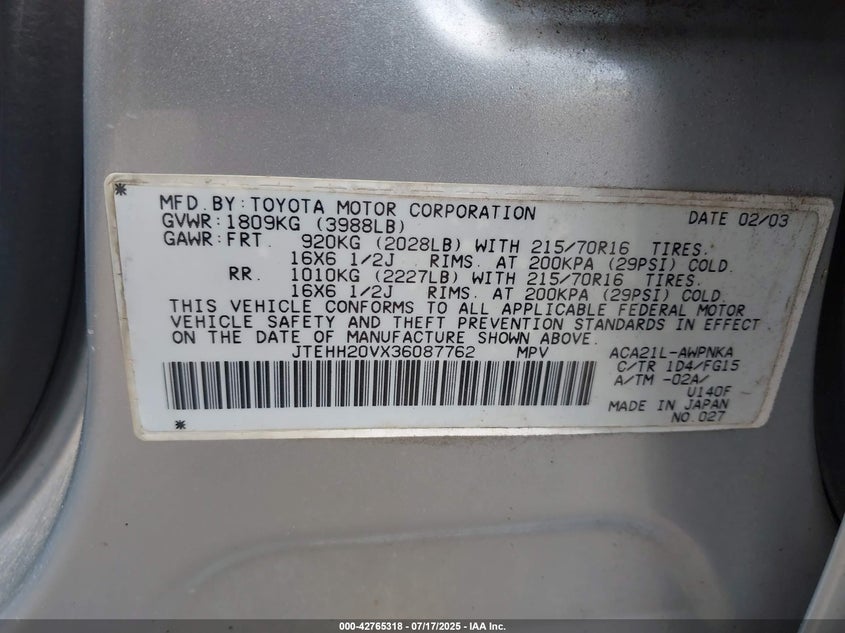 *
MFD.BY:TOYOTA MOTOR CORPORATION DATE 02/03
GVWR:1809KG (3988LB)
GAWR:FRT. 920KG (2028LB) WITH 215/70R16 TIRES.
16X6 1/2J RIMS. AT 200KPA (29PSI) COLD.
RR. 1010KG (2227LB) WITH 215/70R16 TIRES.
16X6 1/2J RIMS. AT 200KPA (29PSI) COLD.
THIS VEHICLE CONFORMS TO ALL APPLICABLE FEDERAL MOTOR
VEHICLE SAFETY AND THEFT PREVENTION STANDARDS IN EFFECT
ON THE DATE OF MANUFACTURE SHOWN ABOVE.
JTEHH20VX36087762 MPV ACA21L-AWPNKA
C/TR 1D4/FG15
A/TM -02A/
U140F
MADE IN JAPAN
NO.027
*
000-42765318 - 07/17/2025 - IAA Inc.